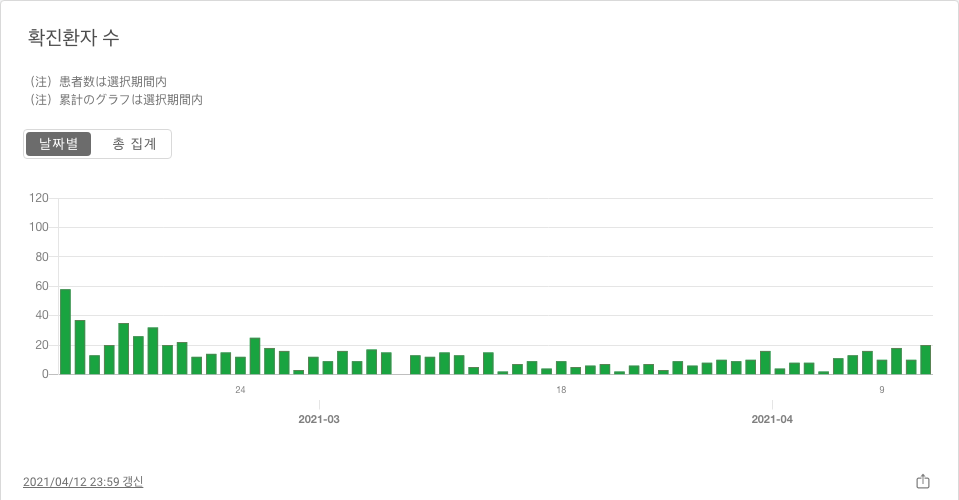 확진환자 수
（注）患者数は選択期間内
（注）累計のグラフは選択期間内
날짜별 총 집계
120
100
80
60
40
20
0
24 18 9
2021-03 2021-04
2021/04/12 23:59 갱신